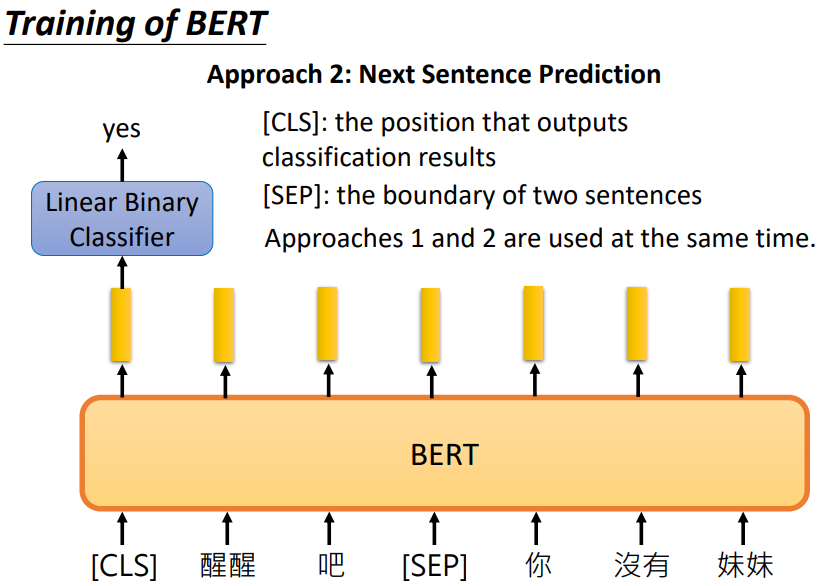 Training of BERT
Approach 2: Next Sentence Prediction
yes
[CLS]: the position that outputs
classification results
Linear Binary
Classifier
[SEP]: the boundary of two sentences
Approaches 1 and 2 are used at the same time.
BERT
[CLS] 醒醒 吧 [SEP] 你 沒有 妹妹